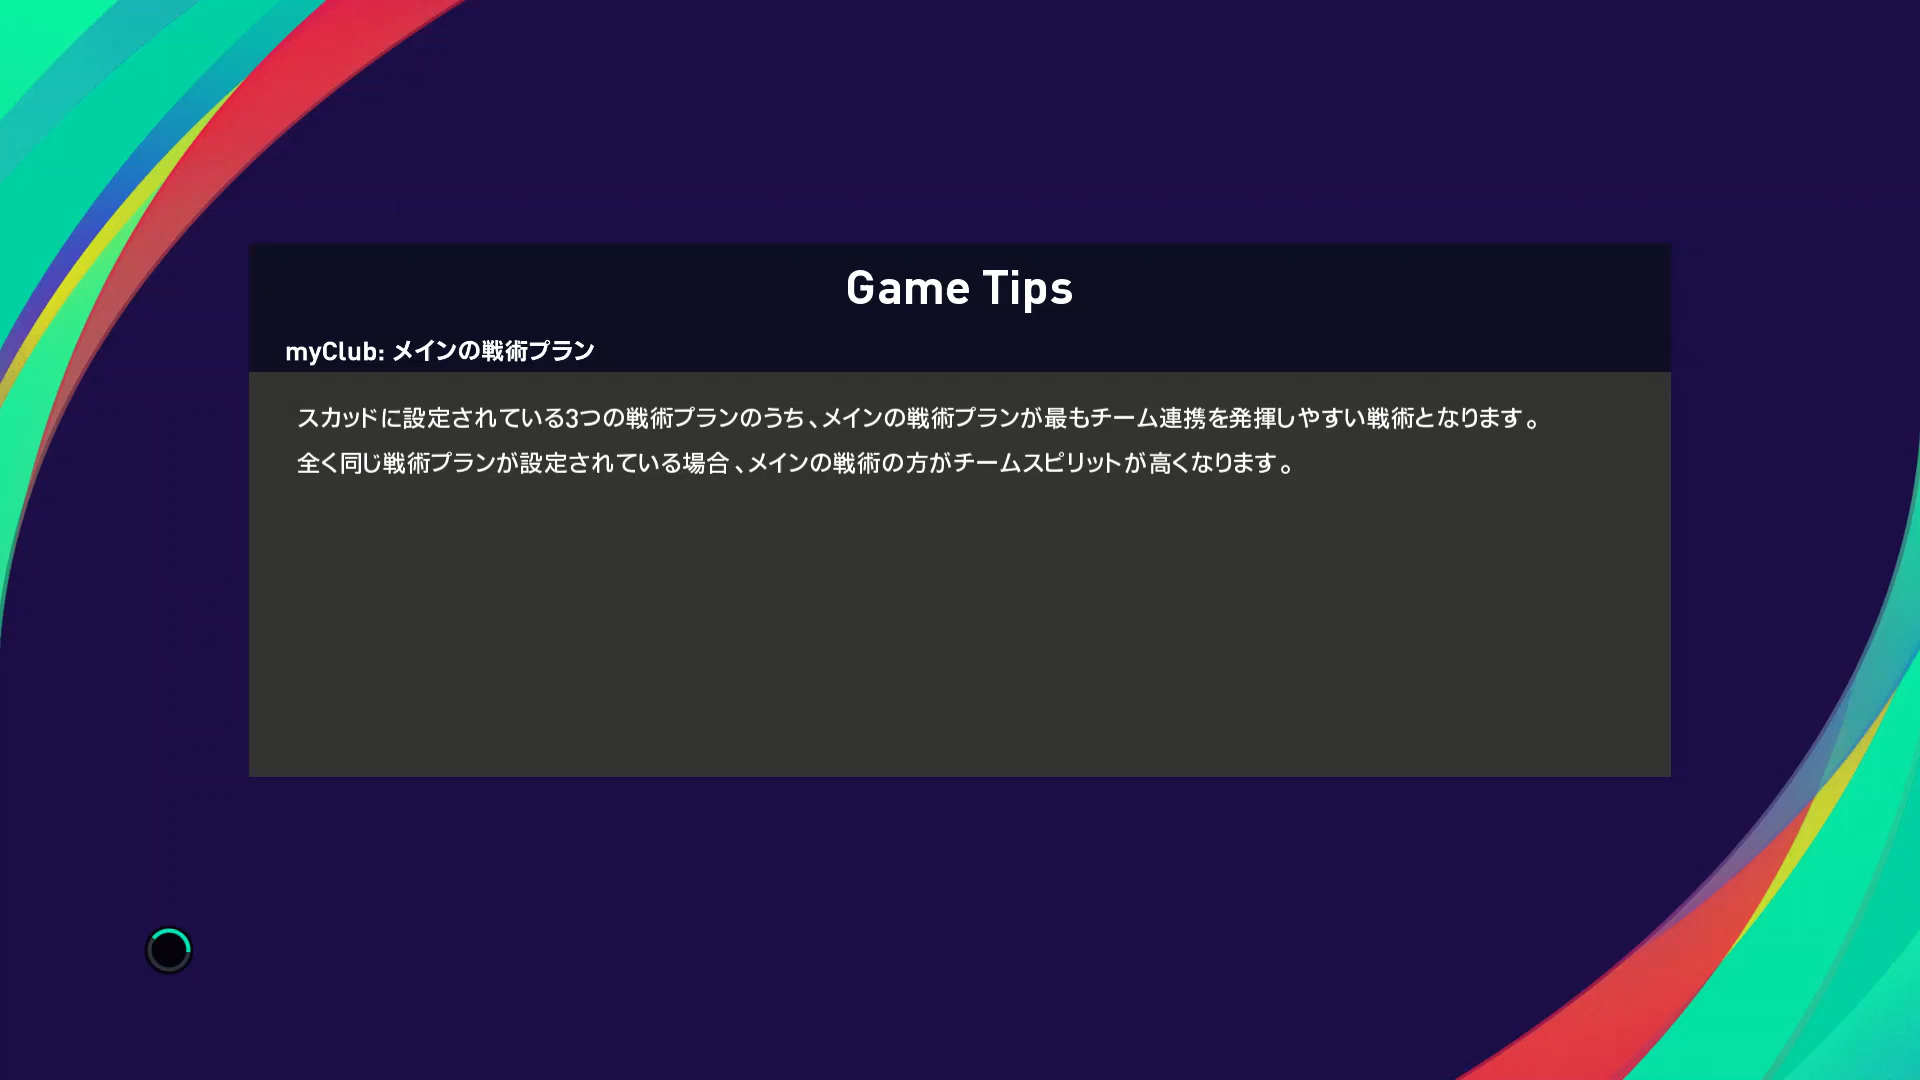 Game Tips
myClub: メインの戦術プラン
スカッドに設定されている3つの戦術プランのうち、メインの戦術プランが最もチーム連携を発揮しやすい戦術となります。
全く同じ戦術プランが設定されている場合、メインの戦術の方がチームスピリットが高くなります。